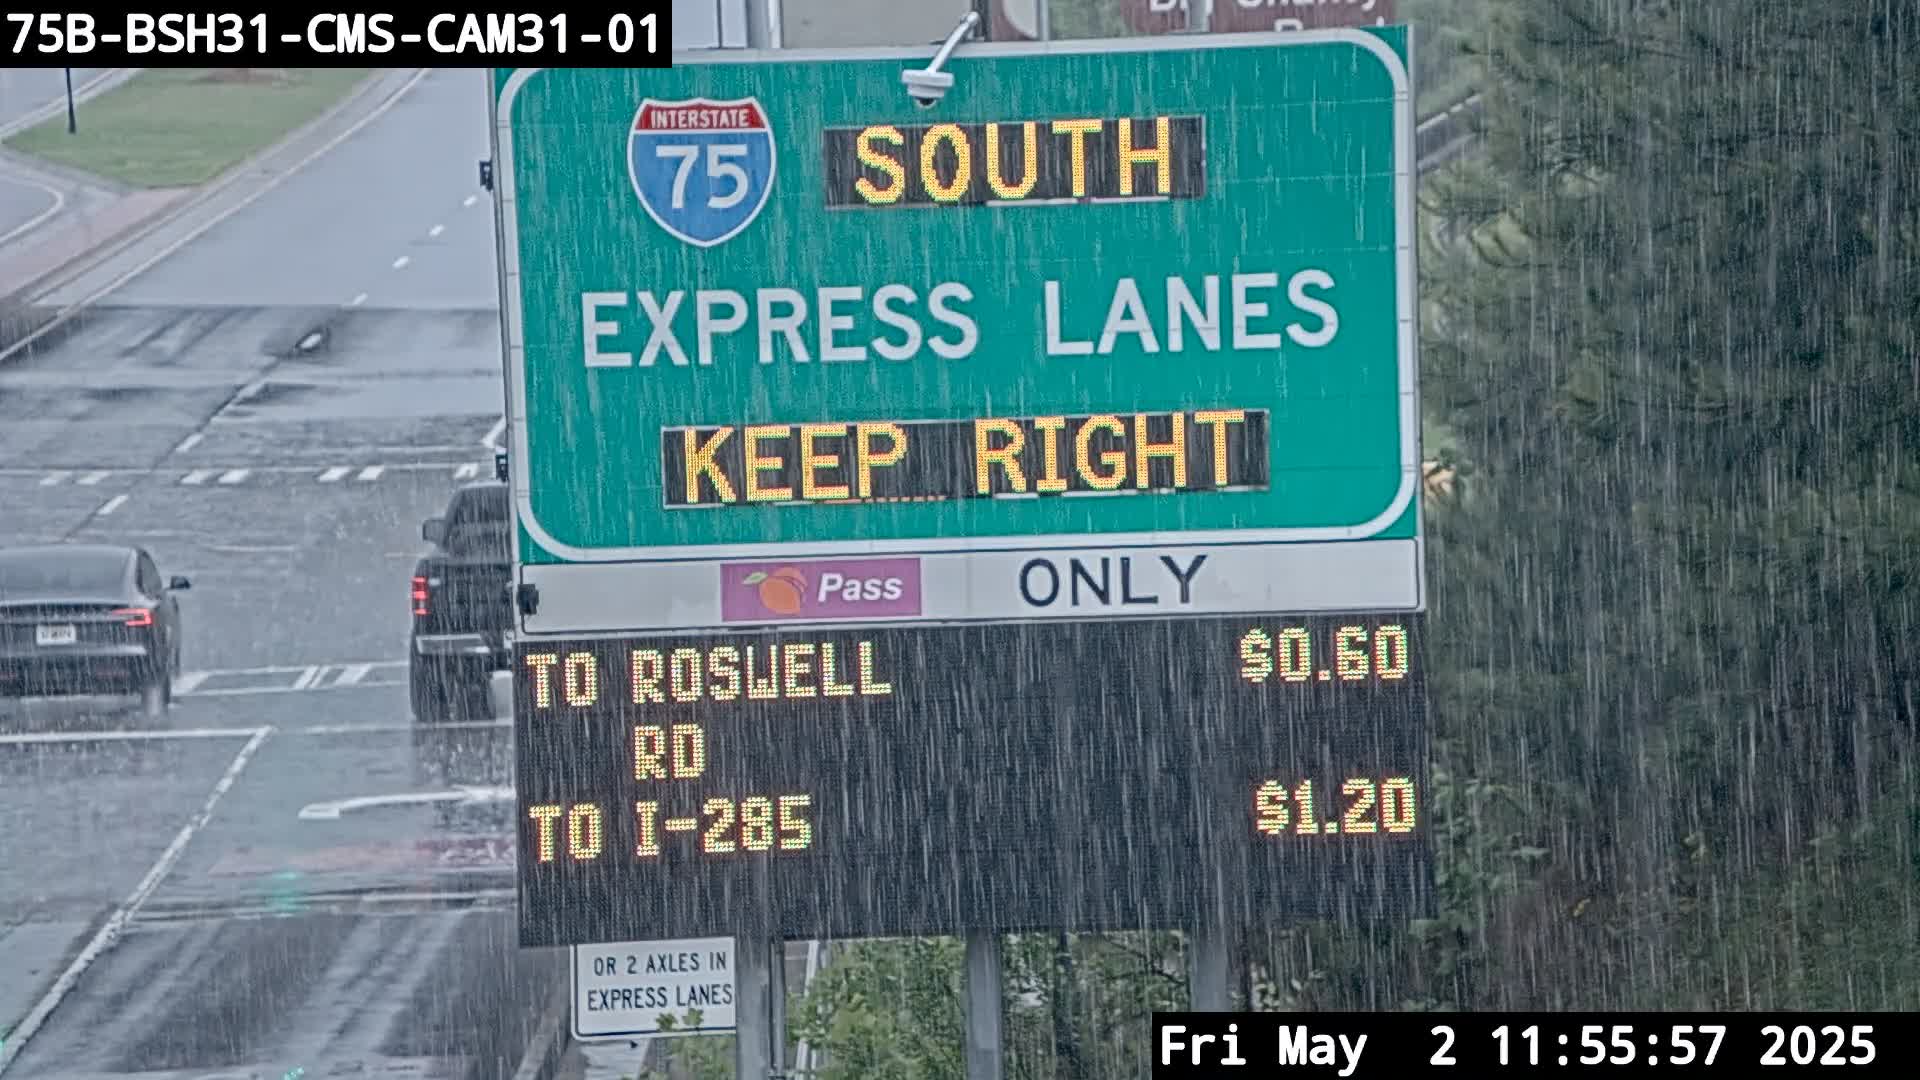 75B-BSH31-CMS-CAM31-01
INTERSTATE
75
SOUTH
EXPRESS LANES
KEEP RIGHT
Pass
ONLY
TO ROSWELL $0.60
RD
TO I-285 $1.20
OR 2 AXLES IN
EXPRESS LANES
Fri May 2 11:55:57 2025